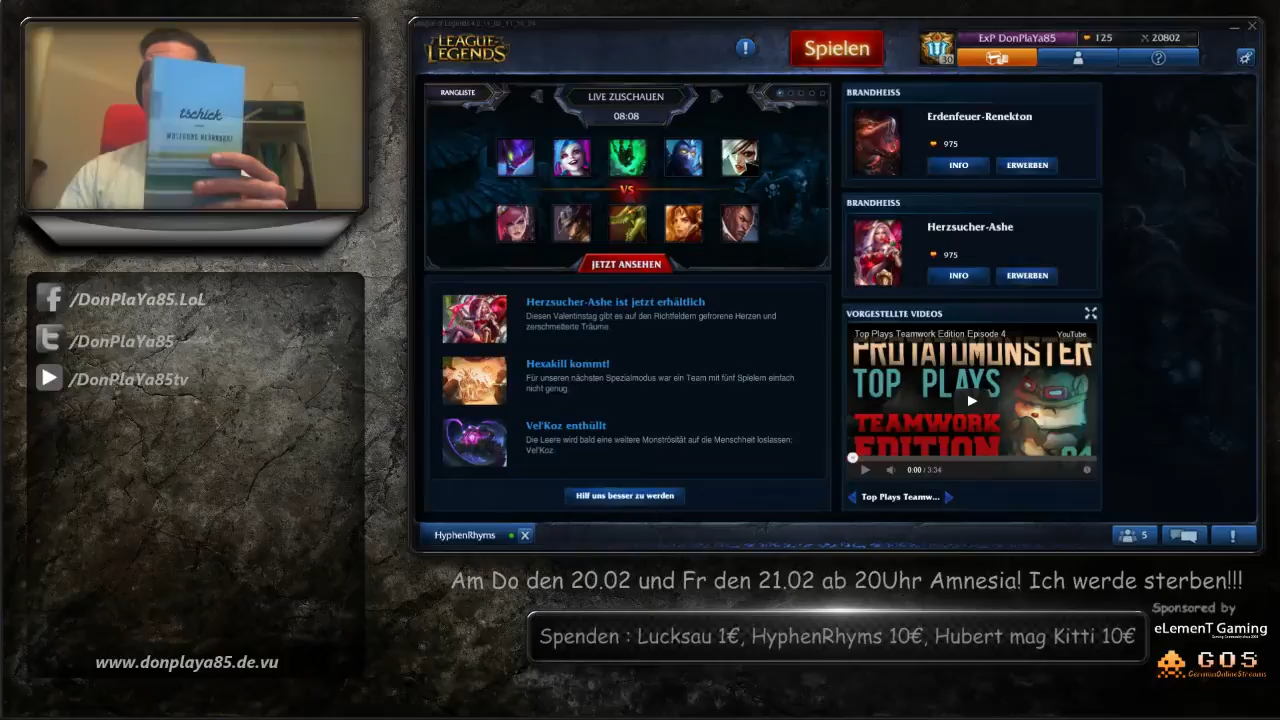 tschick
WOLFGANG HERRNDORF
/DonPlaYa85.LoL
/DonPlaYa85
/DonPlaYa85tv
www.donplaya85.de.vu
LEAGUE of LEGENDS
!
Spielen
30
ExP DonPlaYa85
125
20802
?
RANGLISTE
LIVE ZUSCHAUEN
08:08
VS
JETZT ANSEHEN
Herzsucher-Ashe ist jetzt erhältlich
Diesen Valentinstag gibt es auf den Richtfeldern gefrorene Herzen und
zerschmetterte Träume.
Hexakill kommt!
Für unseren nächsten Spezialmodus war ein Team mit fünf Spielern einfach
nicht genug.
Vel'Koz enthüllt
Die Leere wird bald eine weitere Monstrosität auf die Menschheit loslassen:
Vel'Koz.
Hilf uns besser zu werden
BRANDHEISS
Erdenfeuer-Renekton
975
INFO
ERWERBEN
BRANDHEISS
Herzsucher-Ashe
975
INFO
ERWERBEN
VORGESTELLTE VIDEOS
Top Plays Teamwork Edition Episode 4
YouTube
PROTATOMONSTER
TOP PLAYS
TEAMWORK
EDITION
0:00 / 3:34
Top Plays Teamw...
HyphenRhyms
X
5
!
Am Do den 20.02 und Fr den 21.02 ab 20Uhr Amnesia! Ich werde sterben!!!
Spenden : Lucksau 1€, HyphenRhyms 10€, Hubert mag Kitti 10€
Sponsored by
eLemenT Gaming
GOS
GermanOnlineStreams